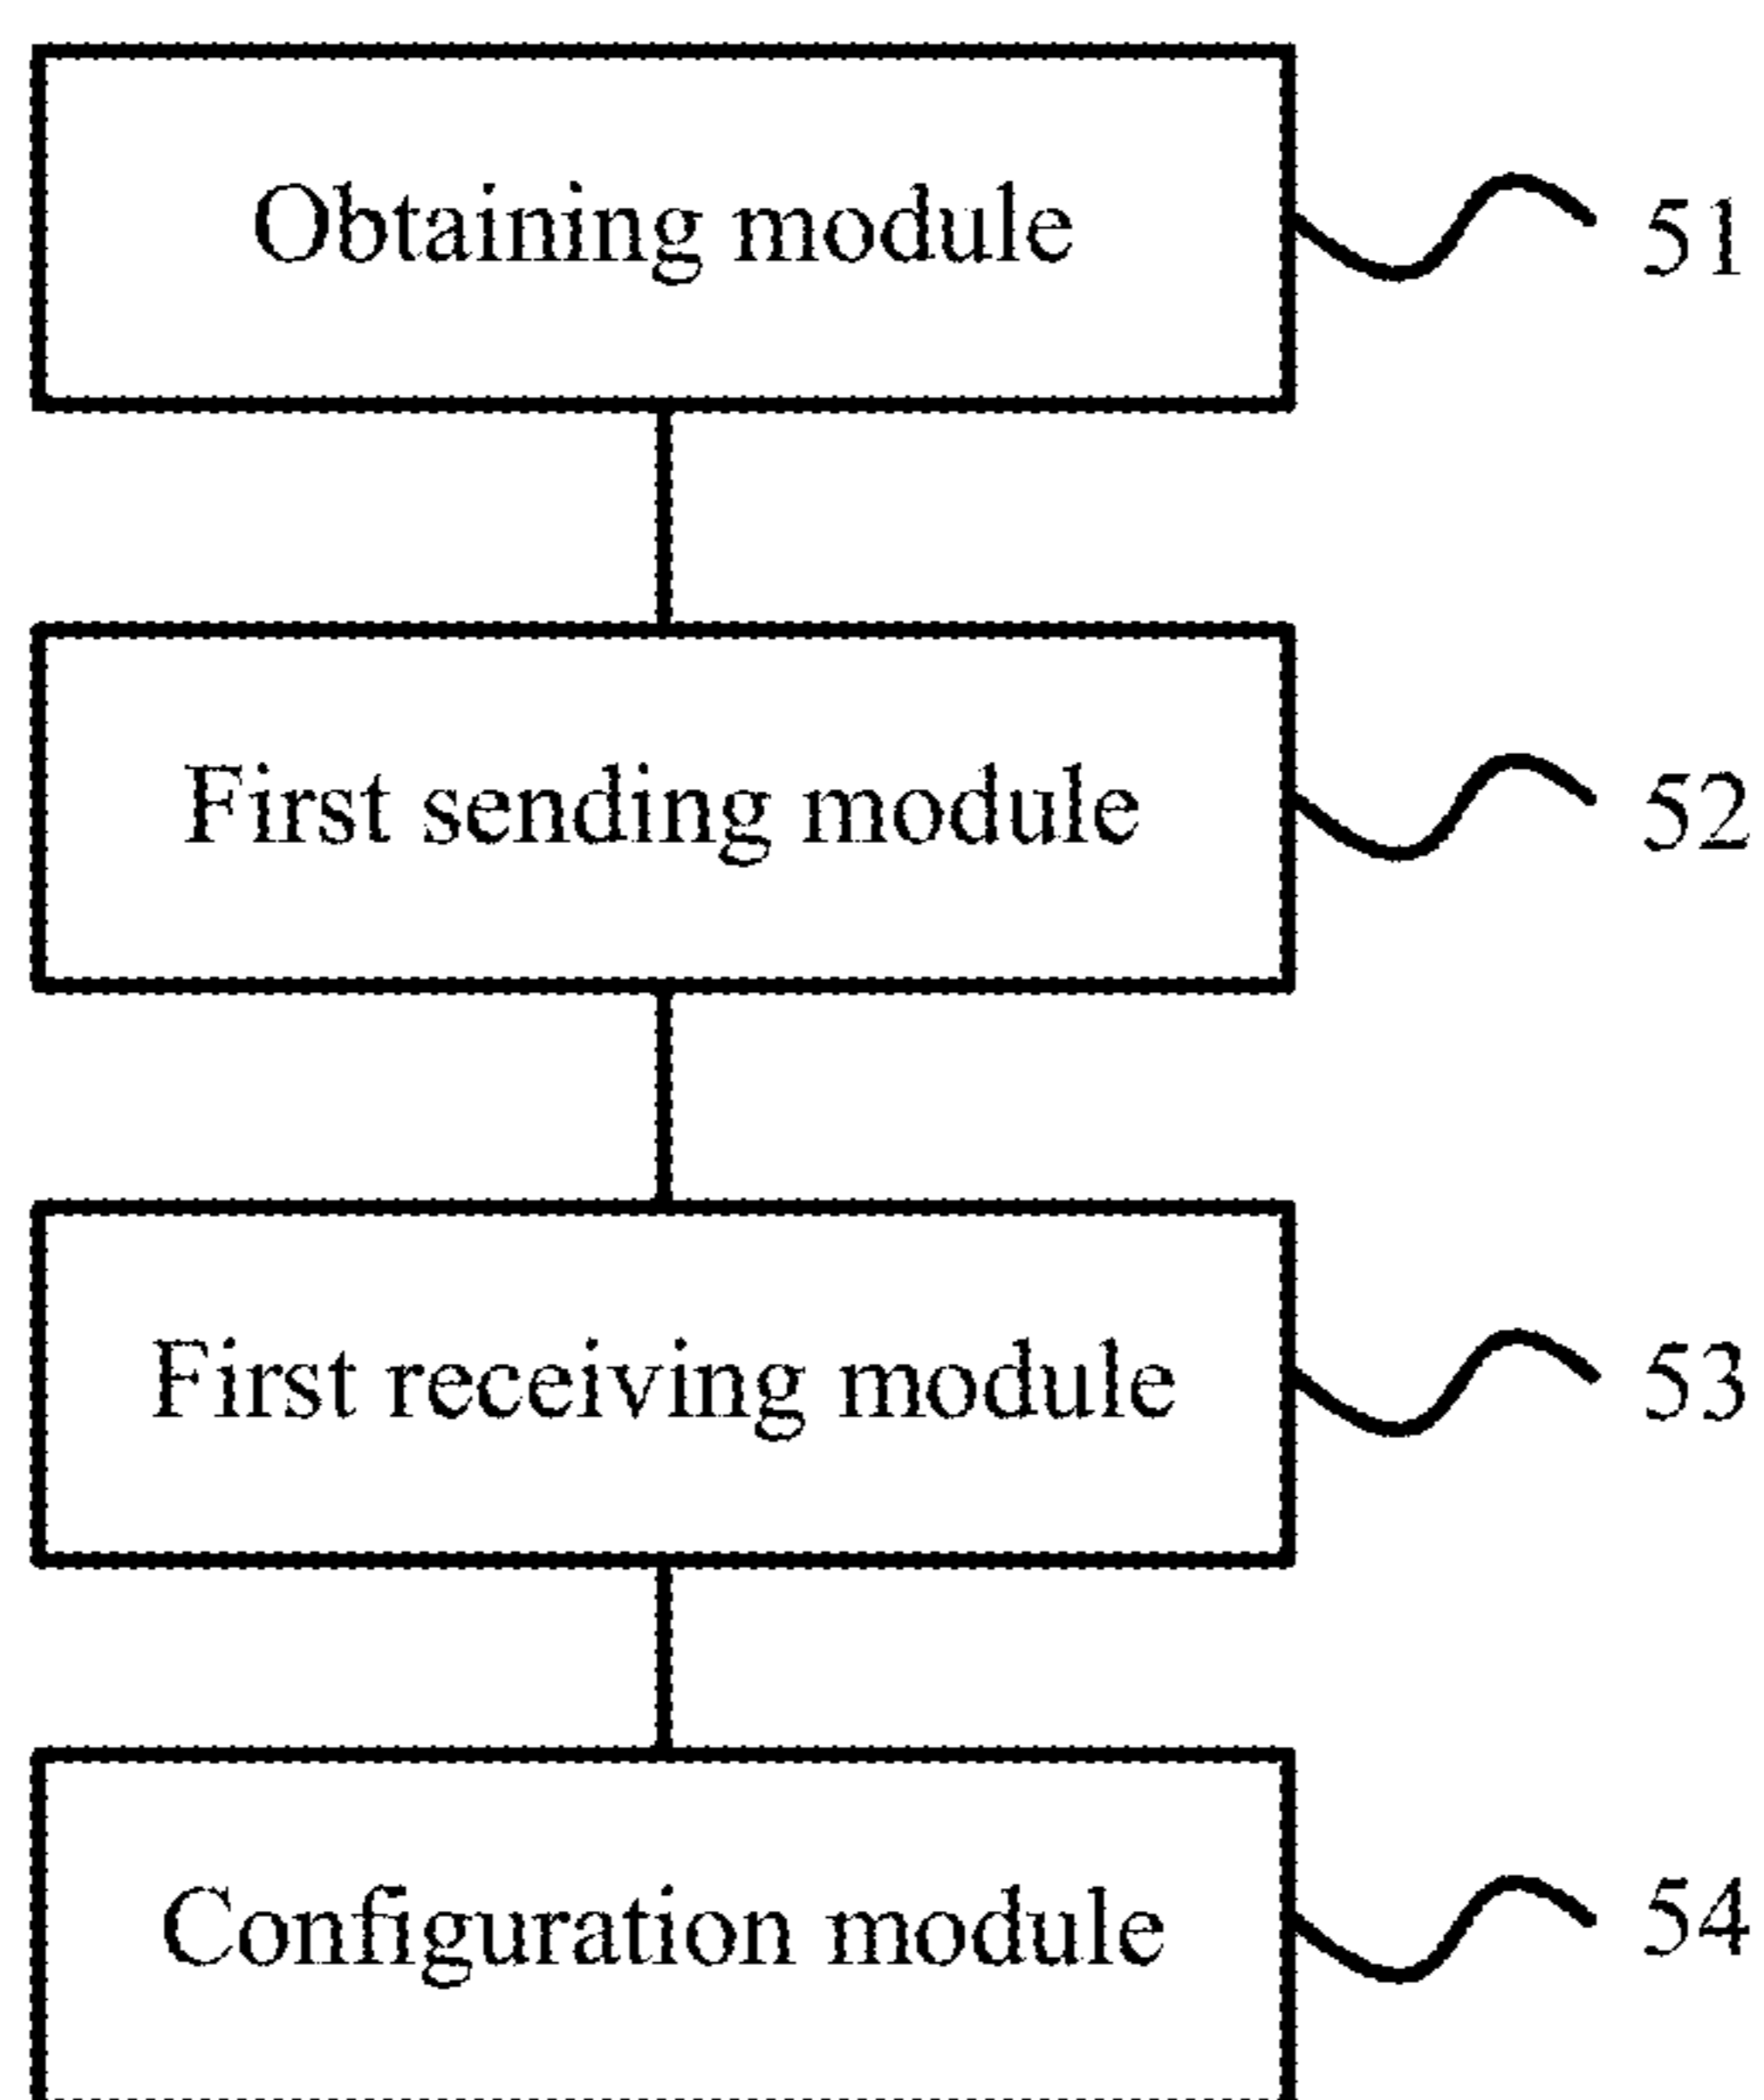 Obtaining module 51
First sending module 52
First receiving module 53
Configuration module 54